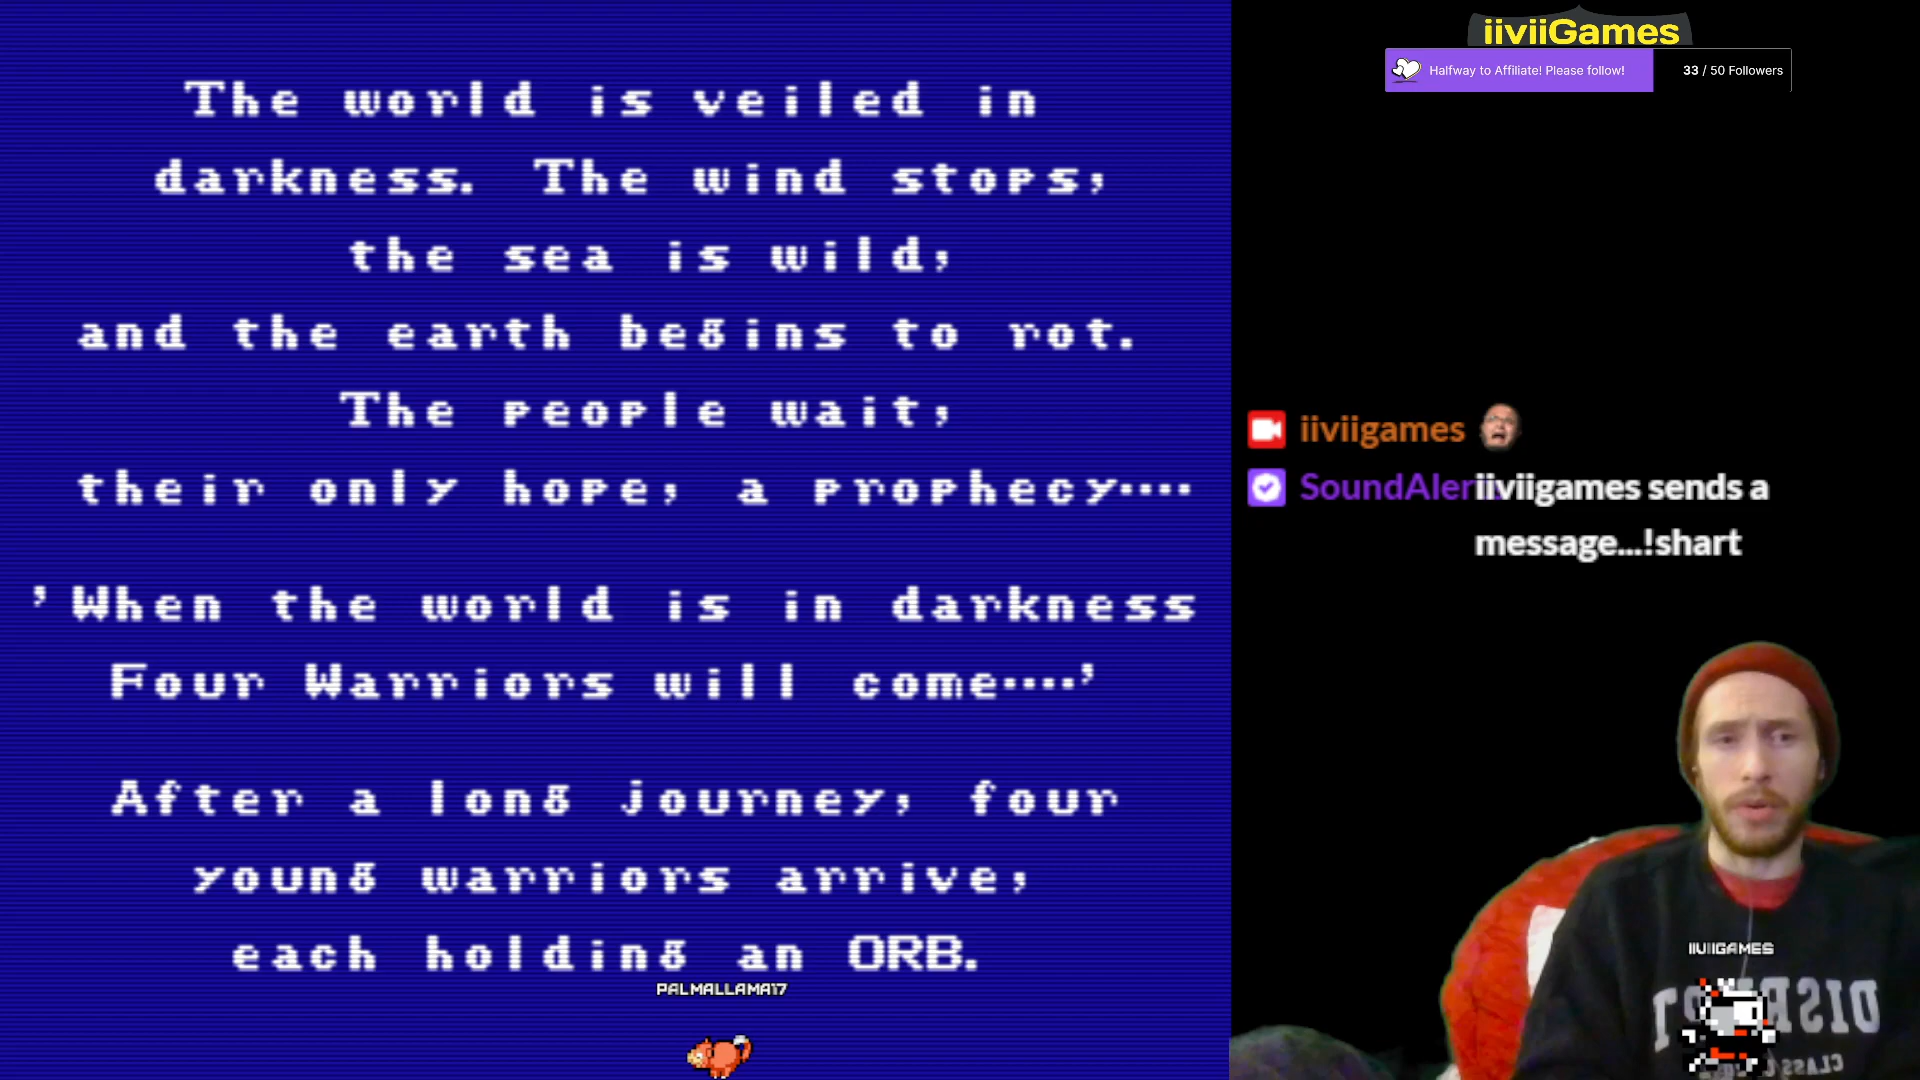 The world is veiled in
darkness. The wind stops,
the sea is wild,
and the earth begins to rot.
The people wait,
their only hope, a prophecy....
'When the world is in darkness
Four Warriors will come....'
After a long journey, four
young warriors arrive,
each holding an ORB.
PALMALLAMA17
iiviiGames
Halfway to Affiliate! Please follow!
33 / 50 Followers
iiviigames
iiviigames sends a
message...!shart
IIVIIGAMES